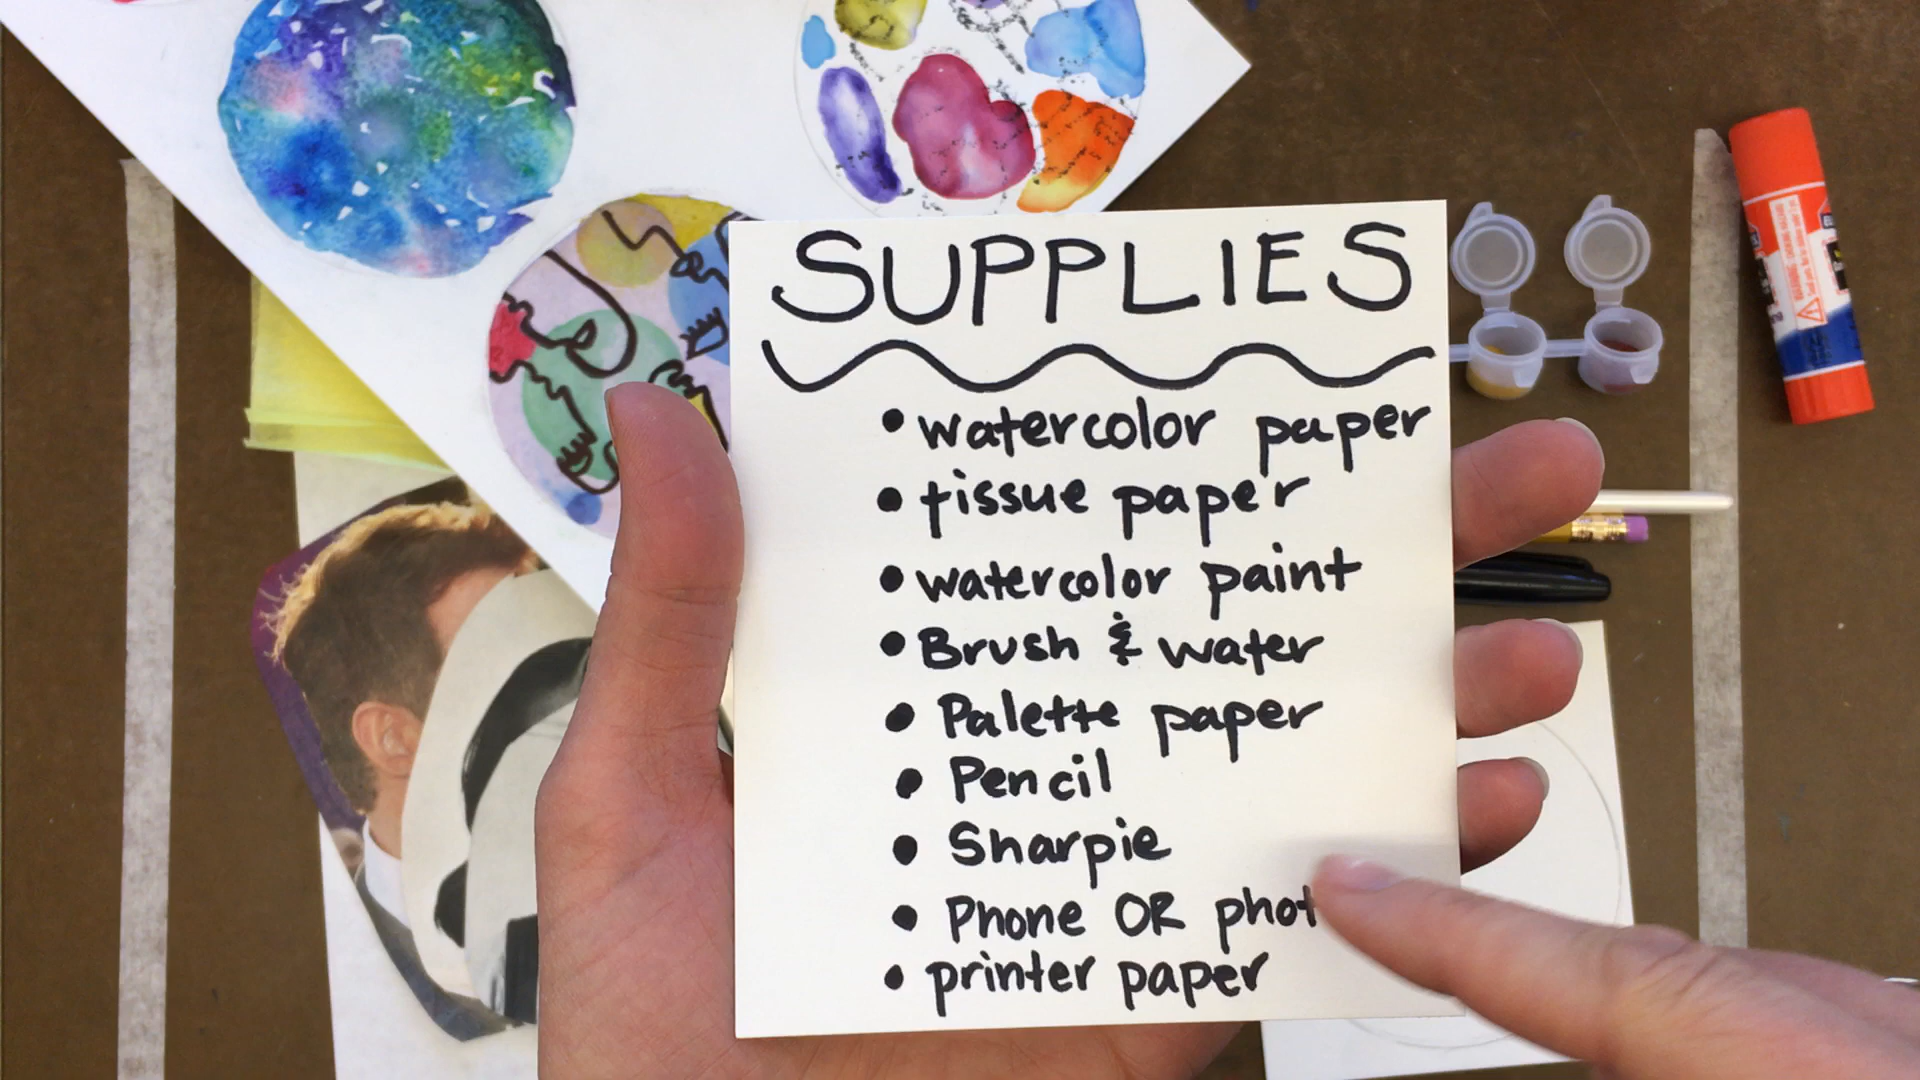 SUPPLIES
• watercolor paper
• tissue paper
• watercolor paint
• Brush & water
• Palette paper
• Pencil
• Sharpie
• Phone OR phot
• printer paper